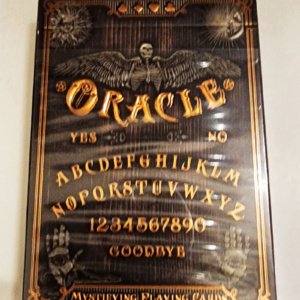 ORACLE
YES NO
ABCDEFGHIJKLM
NOPQRSTUVWXYZ
1234567890
GOODBYE
MYSTIFYING PLAYING CARDS